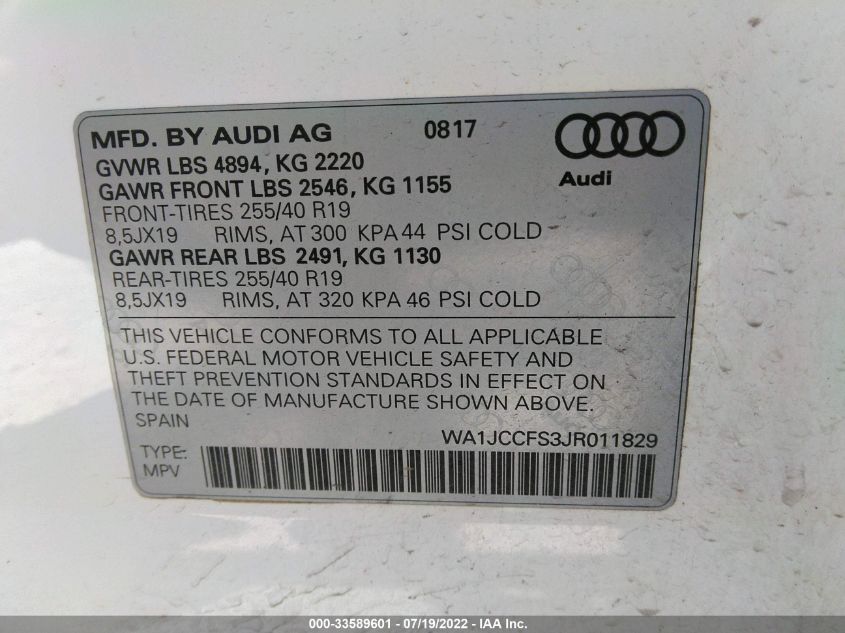 MFD. BY AUDI AG 0817
GVWR LBS 4894, KG 2220
GAWR FRONT LBS 2546, KG 1155
Audi
FRONT-TIRES 255/40 R19
8,5JX19 RIMS, AT 300 KPA 44 PSI COLD
GAWR REAR LBS 2491, KG 1130
REAR-TIRES 255/40 R19
8,5JX19 RIMS, AT 320 KPA 46 PSI COLD
THIS VEHICLE CONFORMS TO ALL APPLICABLE
U.S. FEDERAL MOTOR VEHICLE SAFETY AND
THEFT PREVENTION STANDARDS IN EFFECT ON
THE DATE OF MANUFACTURE SHOWN ABOVE.
SPAIN
WA1JCCFS3JR011829
TYPE:
MPV
000-33589601 - 07/19/2022 - IAA Inc.